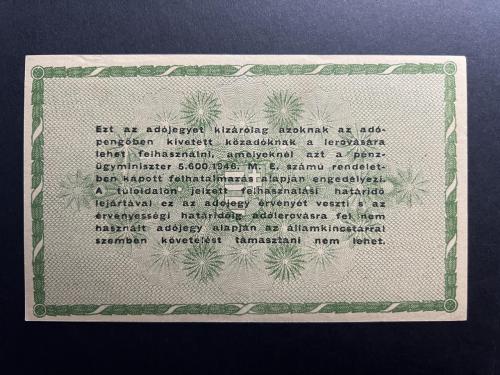 Ezt az adójegyet kizárólag azoknak az adó-
pengőben kivetett közadóknak a lerovására
lehet felhasználni, amelyeknél azt a pénz-
ügyminiszter 5.600/1946. M. E. számú rendelet-
ben kapott felhatalmazás alapján engedélyezi.
A túloldalon jelzett felhasználási határidő
lejártával ez az adójegy érvényét veszti s az
érvényességi határidőig adólerovásra fel nem
használt adójegy alapján az államkincstárral
szemben követelést támasztani nem lehet.